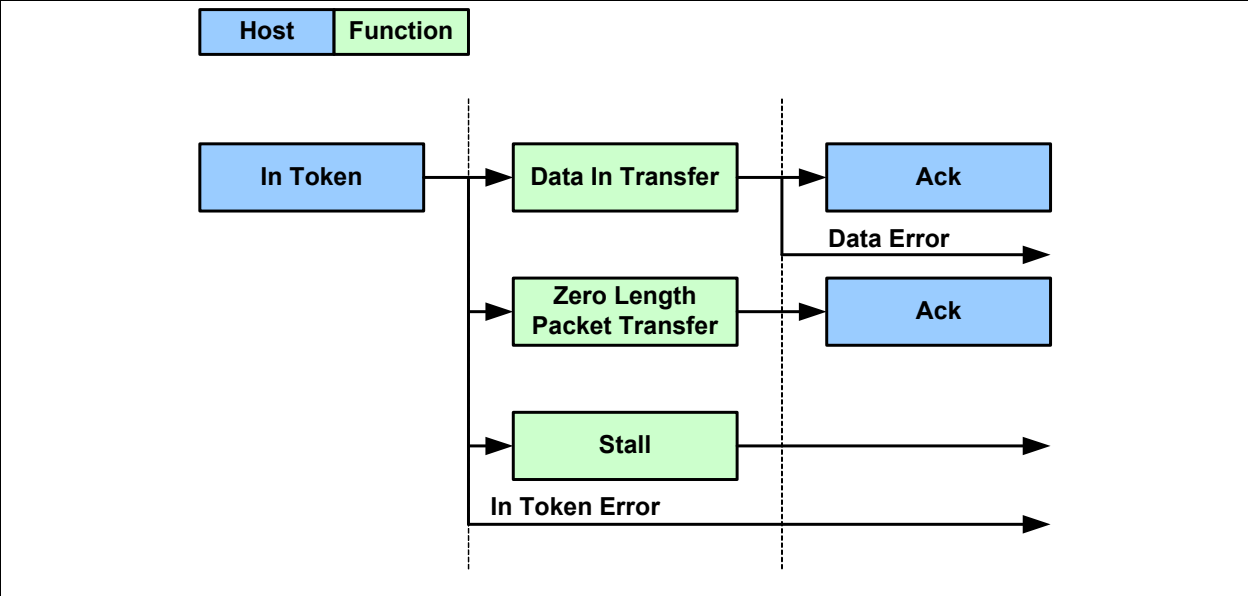 Host
Function
In Token
Data In Transfer
Ack
Data Error
Zero Length
Packet Transfer
Ack
Stall
In Token Error